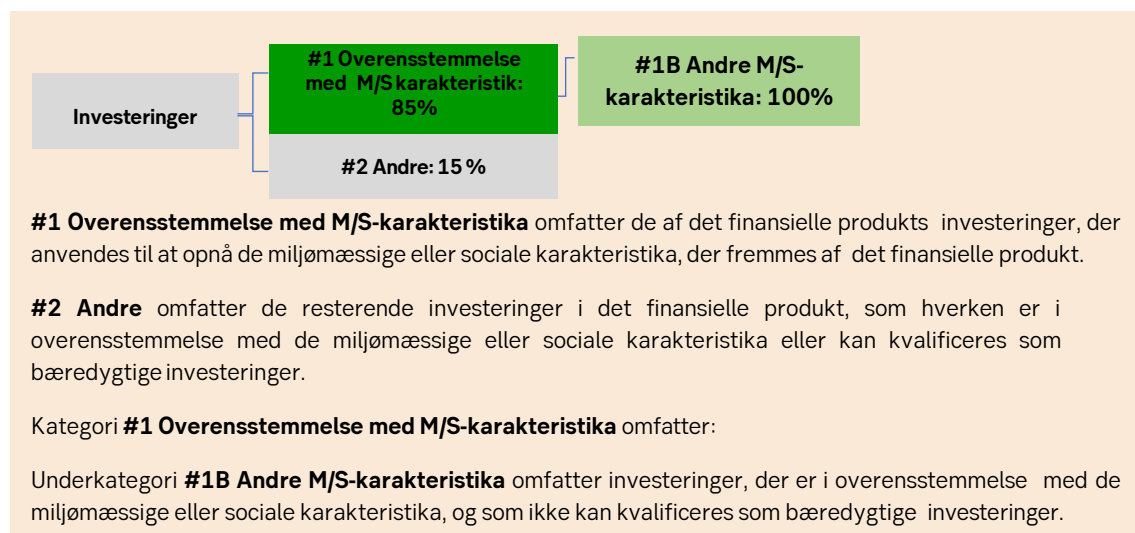 Investeringer
#1 Overensstemmelse
med M/S karakteristik:
85%
#2 Andre: 15 %
#1B Andre M/S-
karakteristika: 100%
#1 Overensstemmelse med M/S-karakteristika omfatter de af det finansielle produkts investeringer, der
anvendes til at opnå de miljømæssige eller sociale karakteristika, der fremmes af det finansielle produkt.
#2 Andre omfatter de resterende investeringer i det finansielle produkt, som hverken er i
overensstemmelse med de miljømæssige eller sociale karakteristika eller kan kvalificeres som
bæredygtige investeringer.
Kategori #1 Overensstemmelse med M/S-karakteristika omfatter:
Underkategori #1B Andre M/S-karakteristika omfatter investeringer, der er i overensstemmelse med de
miljømæssige eller sociale karakteristika, og som ikke kan kvalificeres som bæredygtige investeringer.